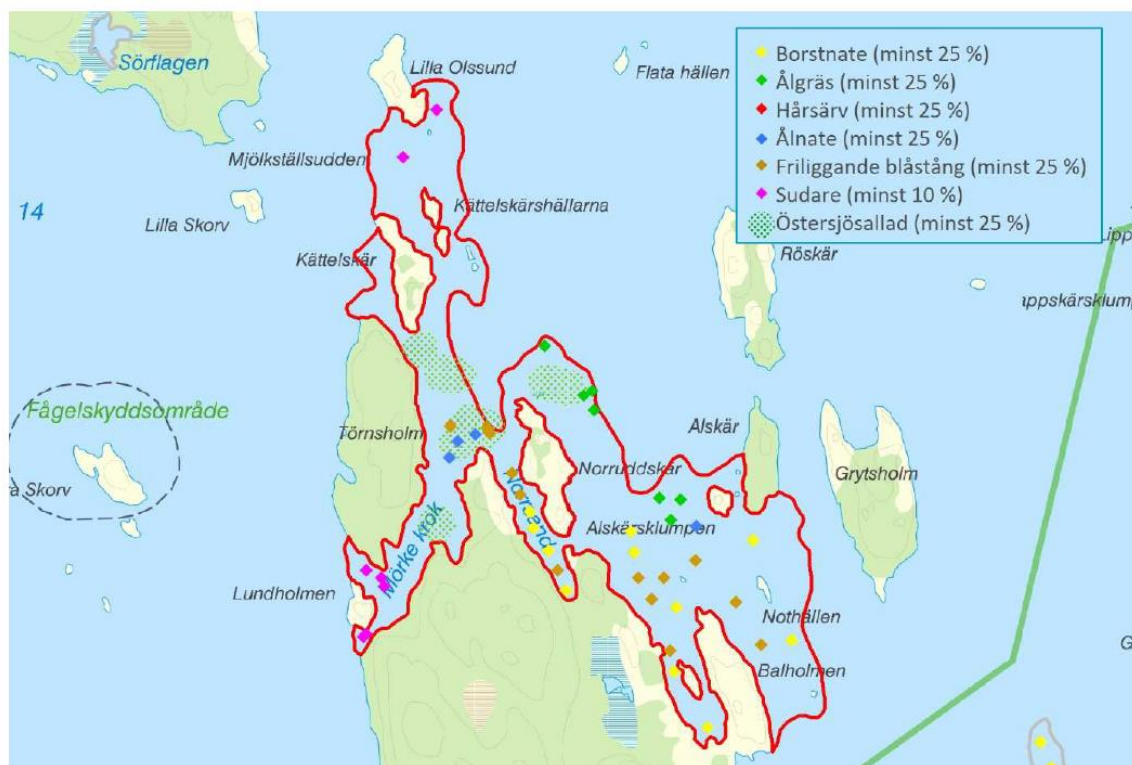 Sörflagen
Lilla Olssund
Flata hällen
Borstnate (minst 25 %)
Ålgräs (minst 25 %)
Hårsärv (minst 25 %)
Ålnate (minst 25 %)
Friliggande blåstång (minst 25 %)
Sudare (minst 10 %)
Östersjösallad (minst 25 %)
Mjölkställsudden
14
Lilla Skorv
Kättelskärshällarna
Kättelskär
Röskär
Fågelskyddsområde
Törnsholm
Alskär
Norruddskär
Grytsholm
Skorv
Alskärsklumpen
Mörke krok
Lundholmen
Nothällen
Balholmen